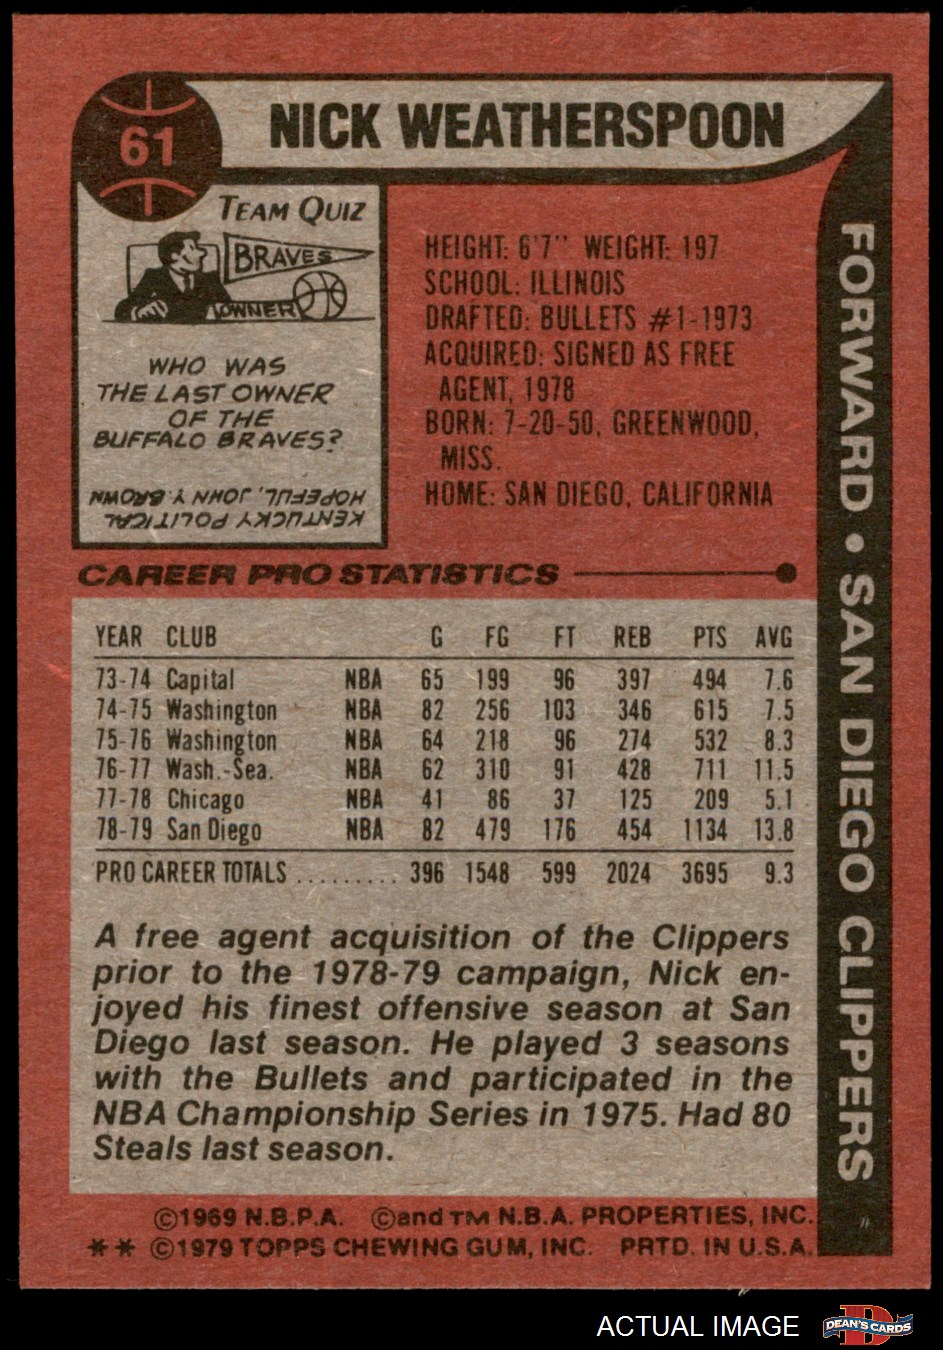 61
NICK WEATHERSPOON
TEAM QUIZ
BRAVES
OWNER
WHO WAS
THE LAST OWNER
OF THE
BUFFALO BRAVES?
KENTUCKY POLITICAL
HOPEFUL, JOHN Y. BROWN
HEIGHT: 6'7" WEIGHT: 197
SCHOOL: ILLINOIS
DRAFTED: BULLETS #1-1973
ACQUIRED: SIGNED AS FREE
AGENT, 1978
BORN: 7-20-50, GREENWOOD,
MISS.
HOME: SAN DIEGO, CALIFORNIA
FORWARD • SAN DIEGO CLIPPERS
CAREER PRO STATISTICS
YEAR CLUB G FG FT REB PTS AVG
73-74 Capital NBA 65 199 96 397 494 7.6
74-75 Washington NBA 82 256 103 346 615 7.5
75-76 Washington NBA 64 218 96 274 532 8.3
76-77 Wash.-Sea. NBA 62 310 91 428 711 11.5
77-78 Chicago NBA 41 86 37 125 209 5.1
78-79 San Diego NBA 82 479 176 454 1134 13.8
PRO CAREER TOTALS ......... 396 1548 599 2024 3695 9.3
A free agent acquisition of the Clippers
prior to the 1978-79 campaign, Nick en-
joyed his finest offensive season at San
Diego last season. He played 3 seasons
with the Bullets and participated in the
NBA Championship Series in 1975. Had 80
Steals last season.
©1969 N.B.P.A. ©and TM N.B.A. PROPERTIES, INC.
** ©1979 TOPPS CHEWING GUM, INC. PRTD. IN U.S.A.
ACTUAL IMAGE
D
DEAN'S CARDS